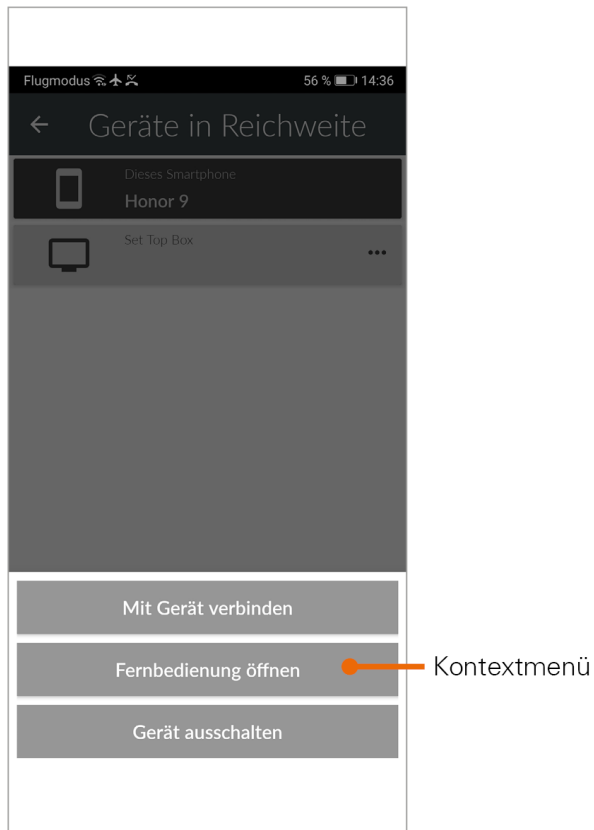 Flugmodus 56 % 14:36
Geräte in Reichweite
Dieses Smartphone
Honor 9
Set Top Box
Mit Gerät verbinden
Fernbedienung öffnen
Kontextmenü
Gerät ausschalten